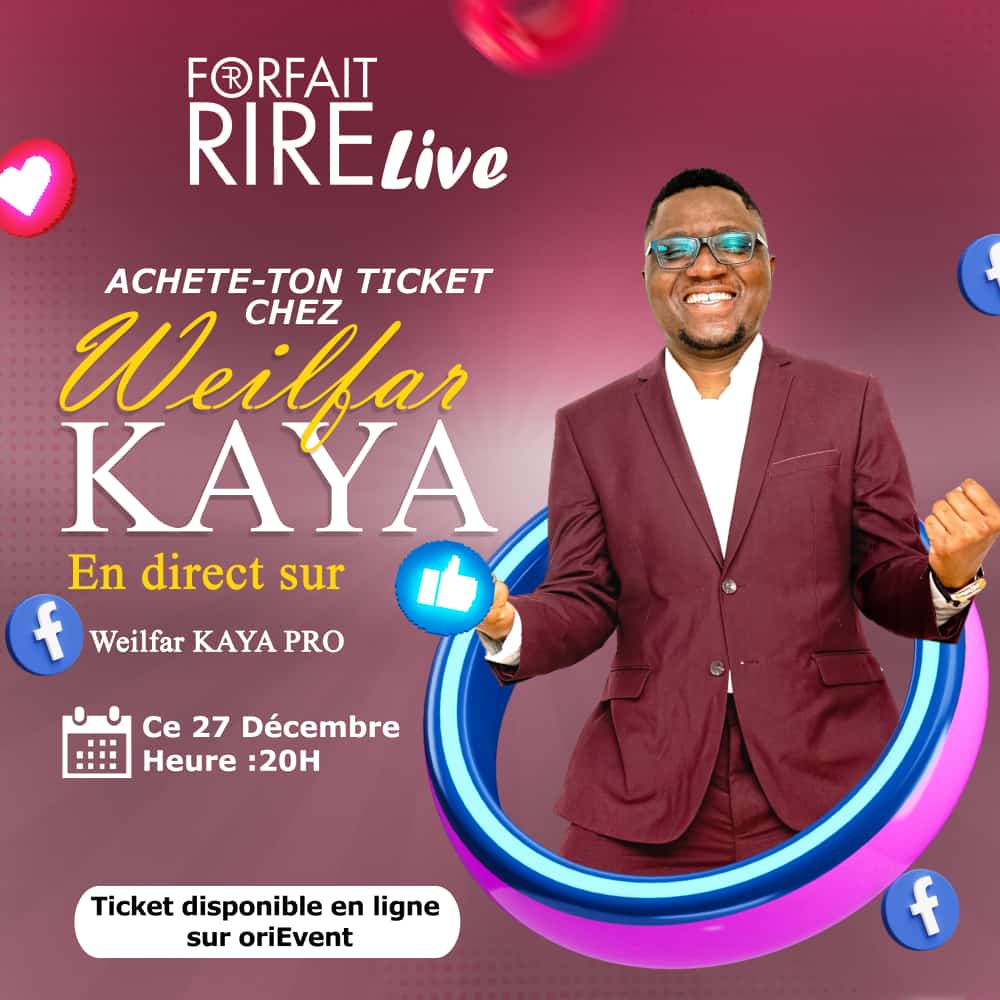 FORFAIT
RIRE Live
ACHETE-TON TICKET
CHEZ
Weilfar
KAYA
En direct sur
Weilfar KAYA PRO
Ce 27 Décembre
Heure :20H
Ticket disponible en ligne
sur oriEvent